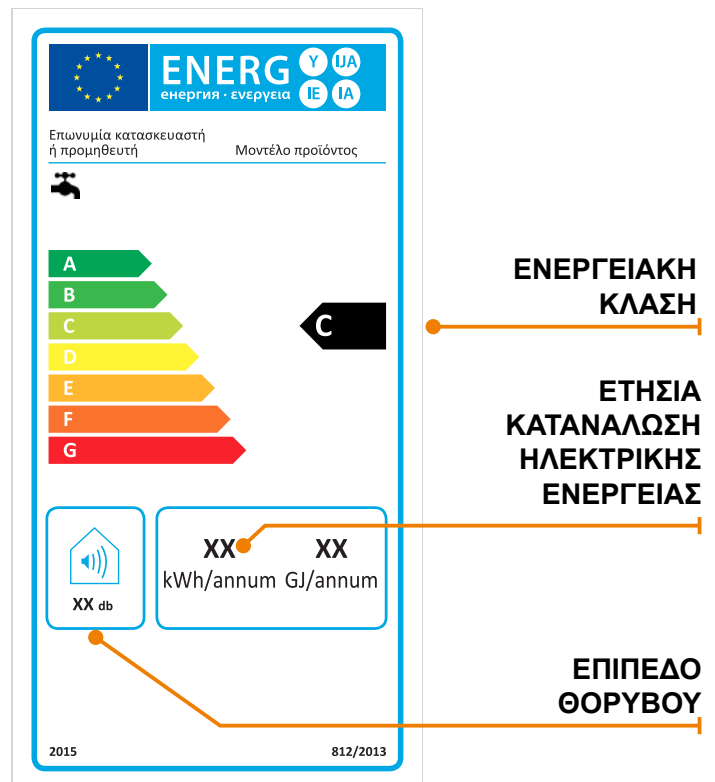 ENERG
енергия · ενεργεια
Y IJA
IE IA
Επωνυμία κατασκευαστή
ή προμηθευτή
Μοντέλο προϊόντος
A
B
C
D
E
F
G
C
ΕΝΕΡΓΕΙΑΚΗ
ΚΛΑΣΗ
ΕΤΗΣΙΑ
ΚΑΤΑΝΑΛΩΣΗ
ΗΛΕΚΤΡΙΚΗΣ
ΕΝΕΡΓΕΙΑΣ
XX db
XX XX
kWh/annum GJ/annum
ΕΠΙΠΕΔΟ
ΘΟΡΥΒΟΥ
2015 812/2013